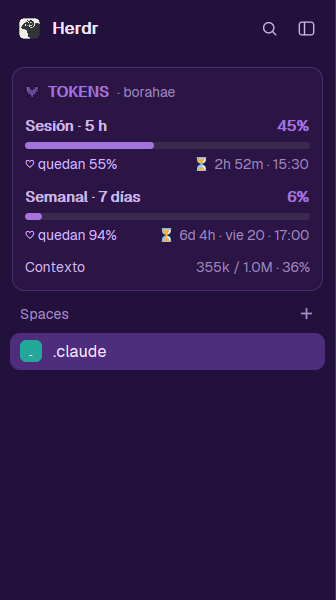 Herdr
TOKENS · borahae
Sesión · 5 h 45%
♡ quedan 55% ⏳ 2h 52m · 15:30
Semanal · 7 días 6%
♡ quedan 94% ⏳ 6d 4h · vie 20 · 17:00
Contexto 355k / 1.0M · 36%
Spaces +
.claude